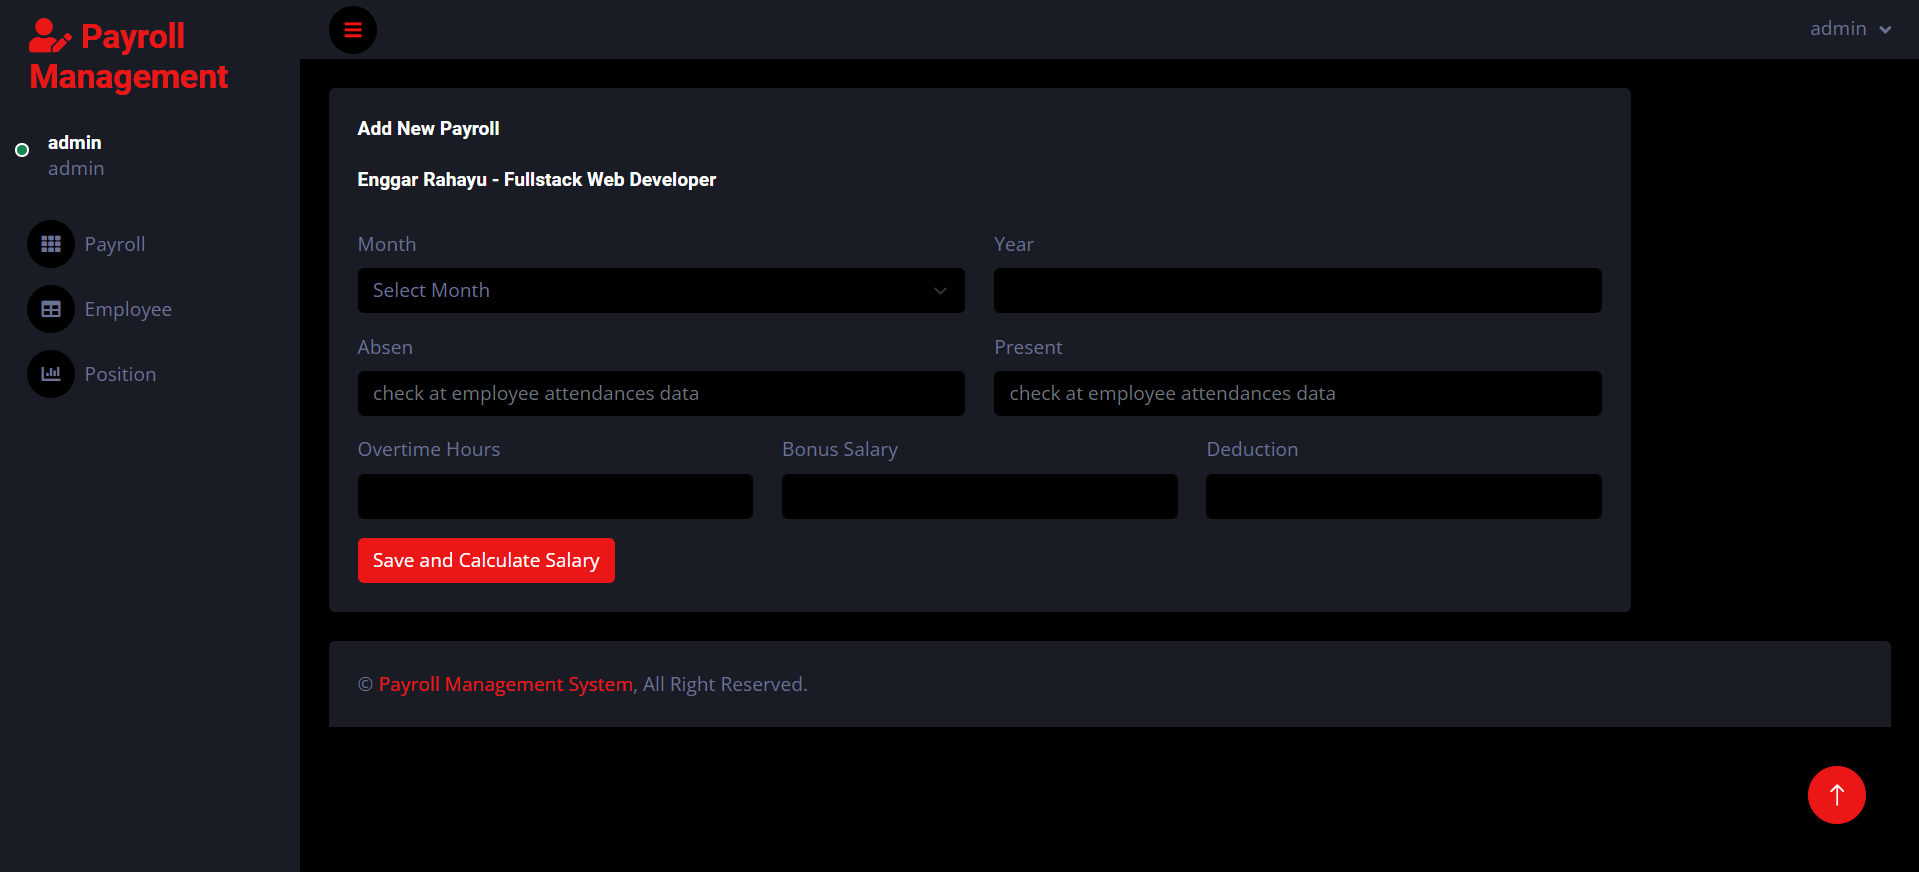 Payroll
Management
admin
admin
admin
Payroll
Employee
Position
Add New Payroll
Enggar Rahayu - Fullstack Web Developer
Month
Year
Select Month
Absen
Present
check at employee attendances data
check at employee attendances data
Overtime Hours
Bonus Salary
Deduction
Save and Calculate Salary
© Payroll Management System, All Right Reserved.